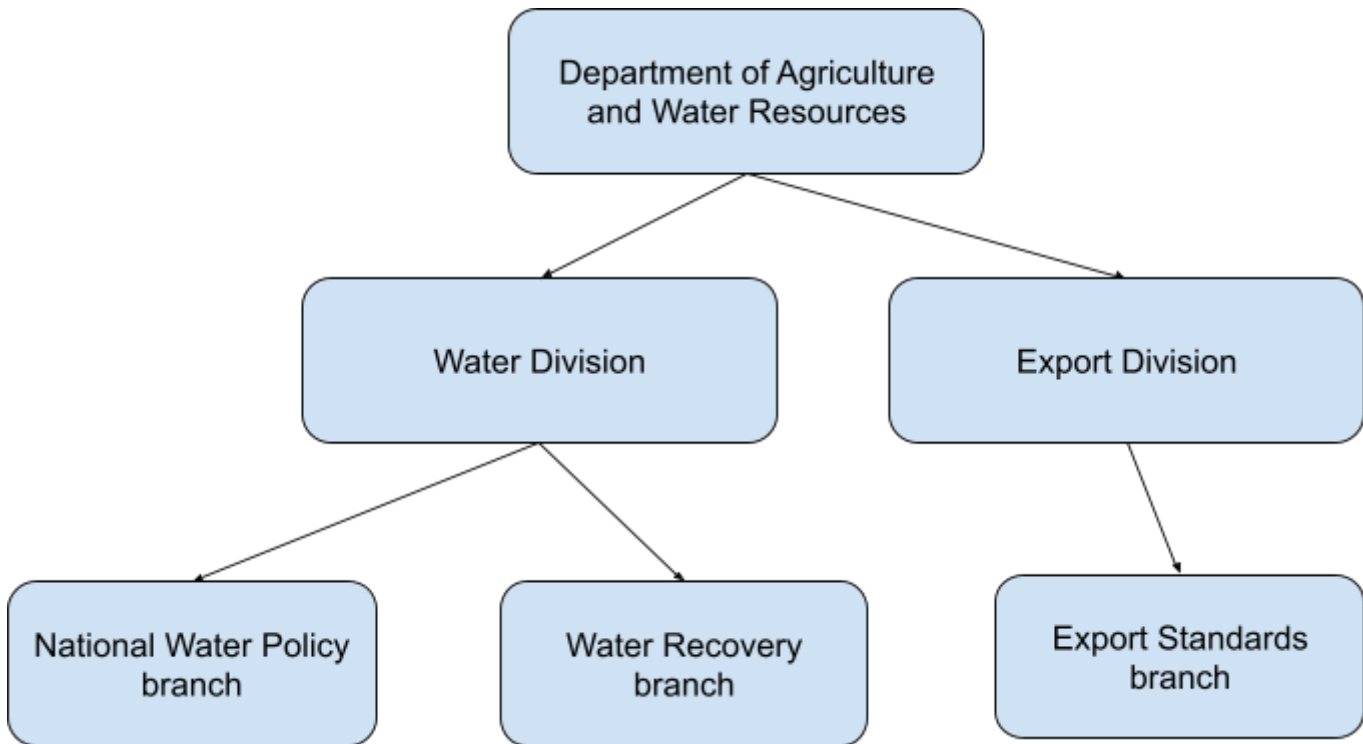 Department of Agriculture
and Water Resources
Water Division
Export Division
National Water Policy
branch
Water Recovery
branch
Export Standards
branch